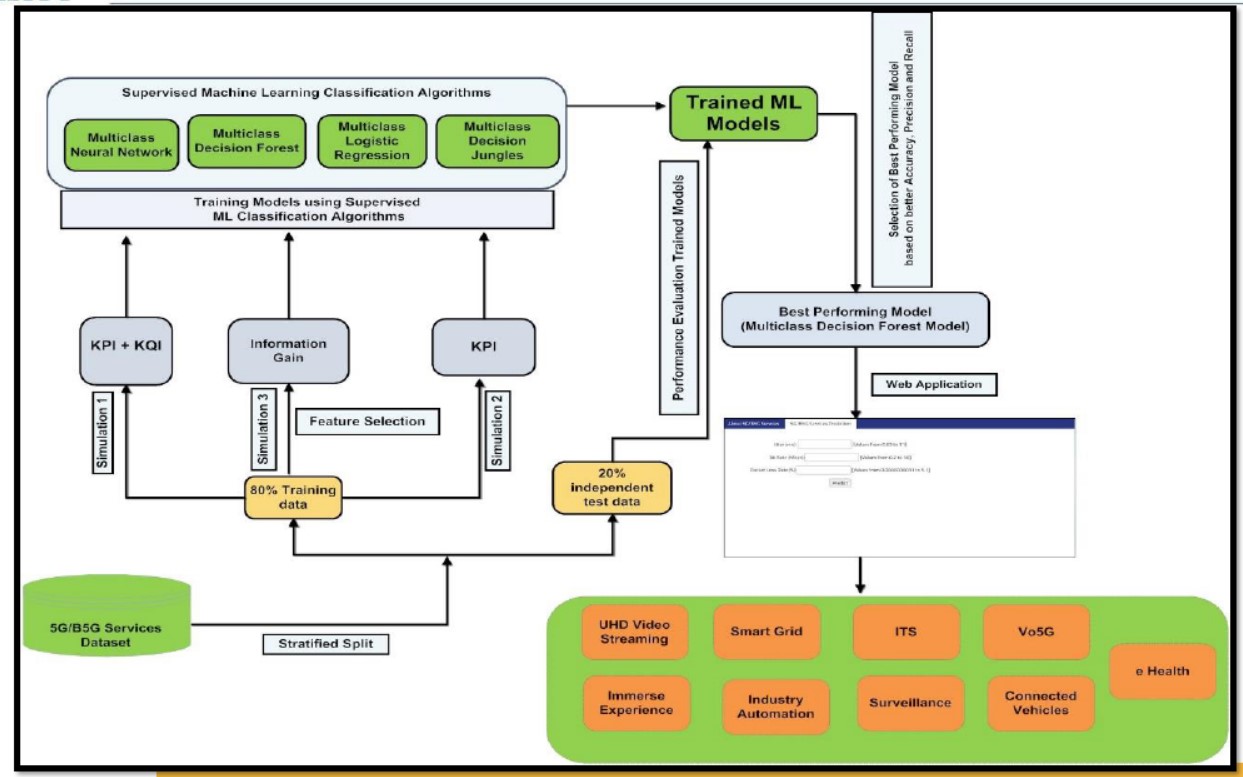 Supervised Machine Learning Classification Algorithms
Multiclass
Neural Network
Multiclass
Decision Forest
Multiclass
Logistic
Regression
Multiclass
Decision
Jungles
Training Models using Supervised
ML Classification Algorithms
Trained ML
Models
Selection of Best Performing Model
based on better Accuracy, Precision and Recall
Performance Evaluation Trained Models
Best Performing Model
(Multiclass Decision Forest Model)
KPI + KQI
Information
Gain
KPI
Simulation 1
Simulation 3
Feature Selection
Simulation 2
Web Application
80% Training
data
20%
independent
test data
5G/B5G Services
Dataset
Stratified Split
UHD Video
Streaming
Smart Grid
ITS
Vo5G
e Health
Immerse
Experience
Industry
Automation
Surveillance
Connected
Vehicles